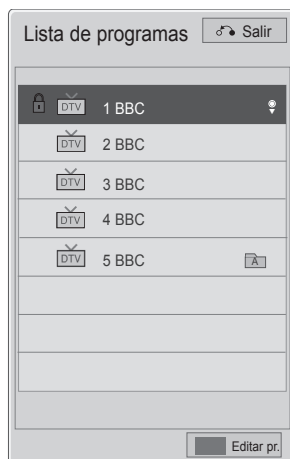 Lista de programas
Salir
DTV 1 BBC
DTV 2 BBC
DTV 3 BBC
DTV 4 BBC
DTV 5 BBC A
Editar pr.